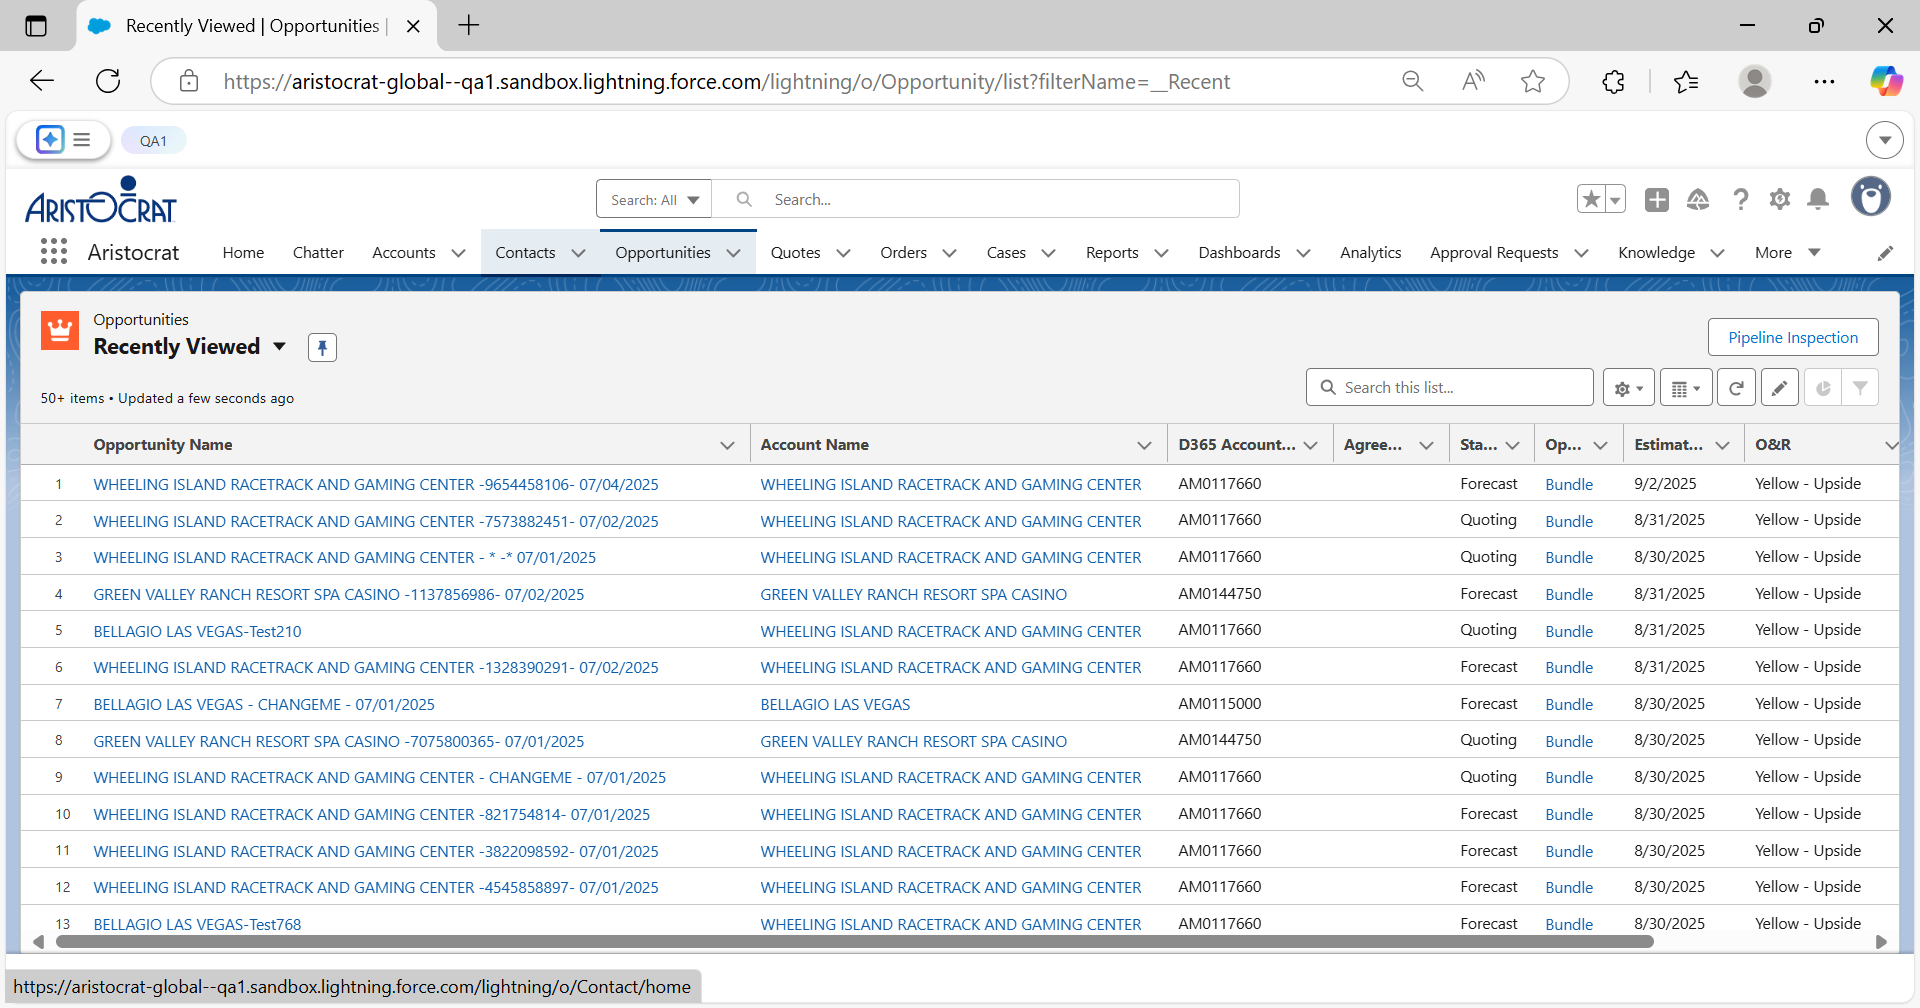 Recently Viewed | Opportunities |
https://aristocrat-global--qa1.sandbox.lightning.force.com/lightning/o/Opportunity/list?filterName=__Recent
QA1
ARISTOCRAT
Search: All Search...
Aristocrat Home Chatter Accounts Contacts Opportunities Quotes Orders Cases Reports Dashboards Analytics Approval Requests Knowledge More
Opportunities
Recently Viewed
Pipeline Inspection
50+ items • Updated a few seconds ago
Search this list...
Opportunity Name Account Name D365 Account... Agree... Sta... Op... Estimat... O&R
1 WHEELING ISLAND RACETRACK AND GAMING CENTER -9654458106- 07/04/2025 WHEELING ISLAND RACETRACK AND GAMING CENTER AM0117660 Forecast Bundle 9/2/2025 Yellow - Upside
2 WHEELING ISLAND RACETRACK AND GAMING CENTER -7573882451- 07/02/2025 WHEELING ISLAND RACETRACK AND GAMING CENTER AM0117660 Quoting Bundle 8/31/2025 Yellow - Upside
3 WHEELING ISLAND RACETRACK AND GAMING CENTER - * -* 07/01/2025 WHEELING ISLAND RACETRACK AND GAMING CENTER AM0117660 Quoting Bundle 8/30/2025 Yellow - Upside
4 GREEN VALLEY RANCH RESORT SPA CASINO -1137856986- 07/02/2025 GREEN VALLEY RANCH RESORT SPA CASINO AM0144750 Forecast Bundle 8/31/2025 Yellow - Upside
5 BELLAGIO LAS VEGAS-Test210 WHEELING ISLAND RACETRACK AND GAMING CENTER AM0117660 Quoting Bundle 8/31/2025 Yellow - Upside
6 WHEELING ISLAND RACETRACK AND GAMING CENTER -1328390291- 07/02/2025 WHEELING ISLAND RACETRACK AND GAMING CENTER AM0117660 Forecast Bundle 8/31/2025 Yellow - Upside
7 BELLAGIO LAS VEGAS - CHANGEME - 07/01/2025 BELLAGIO LAS VEGAS AM0115000 Forecast Bundle 8/30/2025 Yellow - Upside
8 GREEN VALLEY RANCH RESORT SPA CASINO -7075800365- 07/01/2025 GREEN VALLEY RANCH RESORT SPA CASINO AM0144750 Quoting Bundle 8/30/2025 Yellow - Upside
9 WHEELING ISLAND RACETRACK AND GAMING CENTER - CHANGEME - 07/01/2025 WHEELING ISLAND RACETRACK AND GAMING CENTER AM0117660 Quoting Bundle 8/30/2025 Yellow - Upside
10 WHEELING ISLAND RACETRACK AND GAMING CENTER -821754814- 07/01/2025 WHEELING ISLAND RACETRACK AND GAMING CENTER AM0117660 Forecast Bundle 8/30/2025 Yellow - Upside
11 WHEELING ISLAND RACETRACK AND GAMING CENTER -3822098592- 07/01/2025 WHEELING ISLAND RACETRACK AND GAMING CENTER AM0117660 Forecast Bundle 8/30/2025 Yellow - Upside
12 WHEELING ISLAND RACETRACK AND GAMING CENTER -4545858897- 07/01/2025 WHEELING ISLAND RACETRACK AND GAMING CENTER AM0117660 Forecast Bundle 8/30/2025 Yellow - Upside
13 BELLAGIO LAS VEGAS-Test768 WHEELING ISLAND RACETRACK AND GAMING CENTER AM0117660 Forecast Bundle 8/30/2025 Yellow - Upside
https://aristocrat-global--qa1.sandbox.lightning.force.com/lightning/o/Contact/home